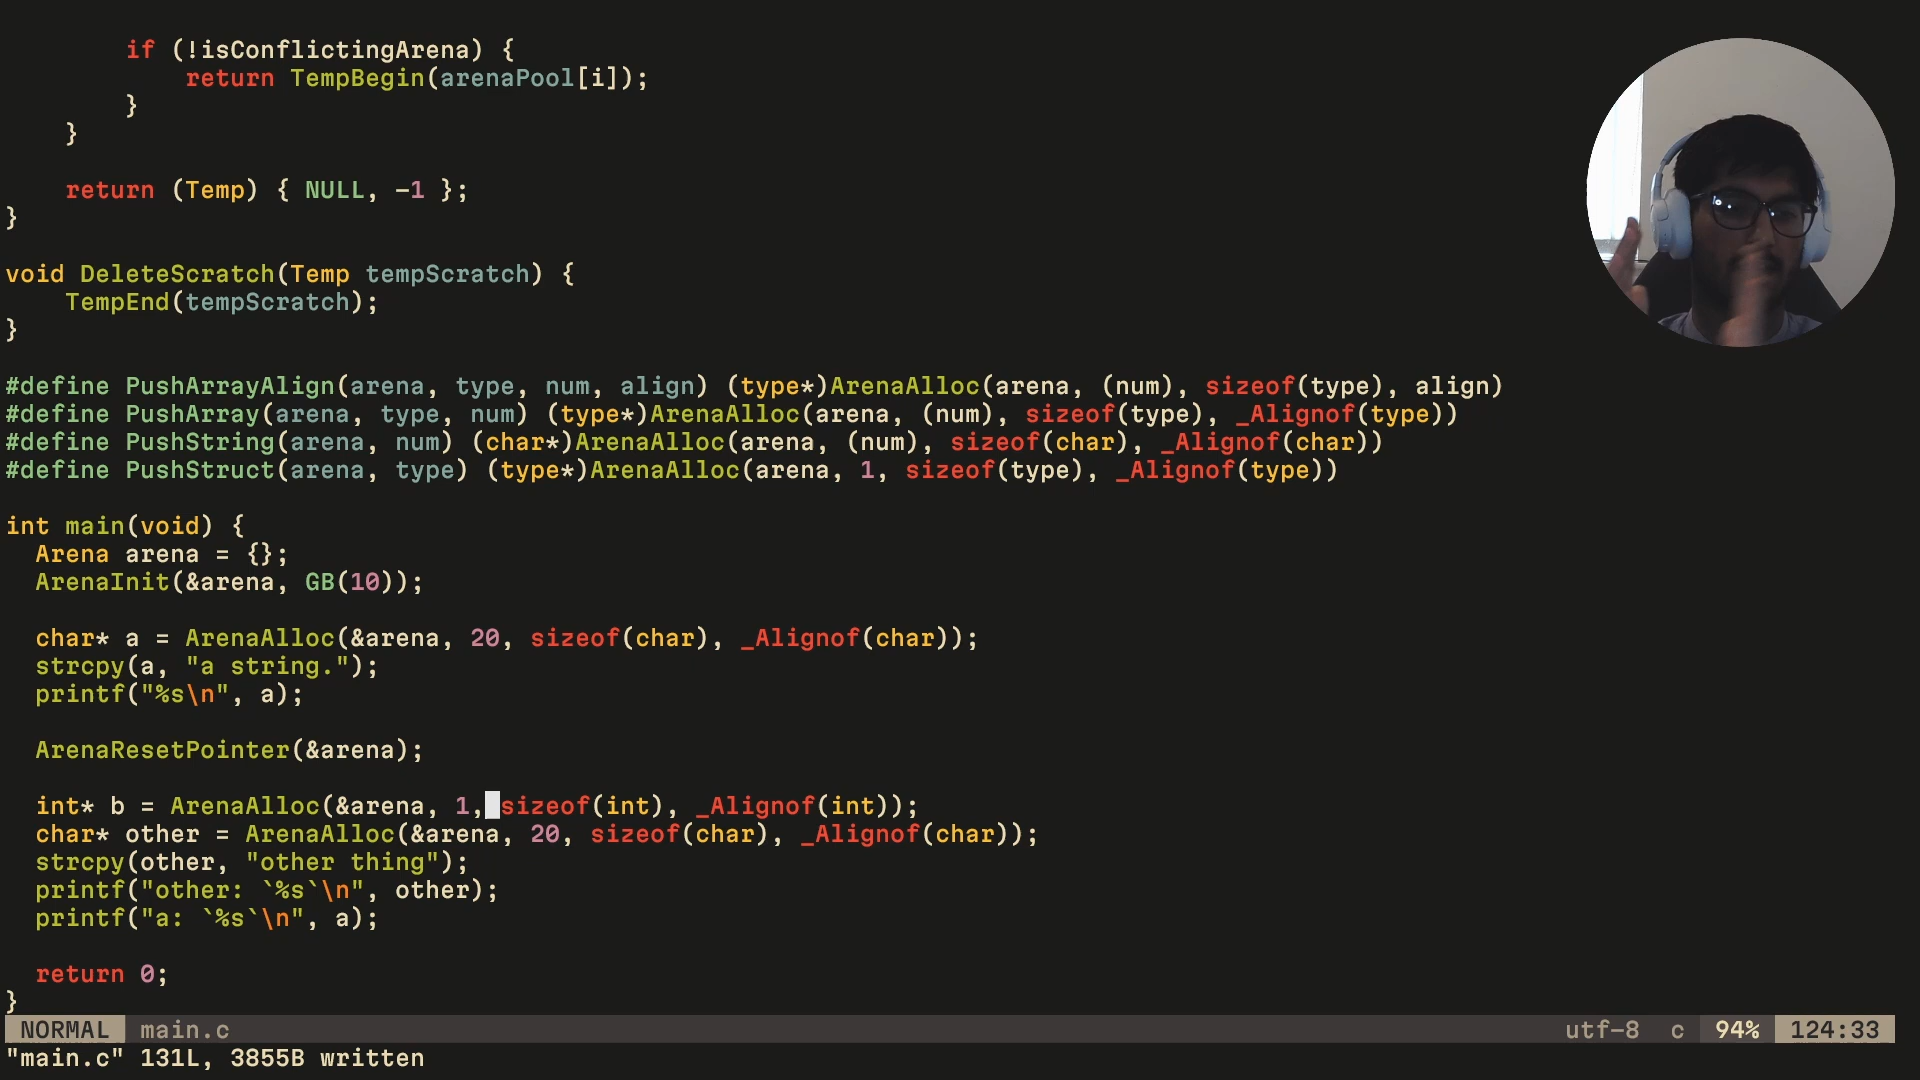 if (!isConflictingArena) {
return TempBegin(arenaPool[i]);
}
}
return (Temp) { NULL, -1 };
}
void DeleteScratch(Temp tempScratch) {
TempEnd(tempScratch);
}
#define PushArrayAlign(arena, type, num, align) (type*)ArenaAlloc(arena, (num), sizeof(type), align)
#define PushArray(arena, type, num) (type*)ArenaAlloc(arena, (num), sizeof(type), _Alignof(type))
#define PushString(arena, num) (char*)ArenaAlloc(arena, (num), sizeof(char), _Alignof(char))
#define PushStruct(arena, type) (type*)ArenaAlloc(arena, 1, sizeof(type), _Alignof(type))
int main(void) {
Arena arena = {};
ArenaInit(&arena, GB(10));
char* a = ArenaAlloc(&arena, 20, sizeof(char), _Alignof(char));
strcpy(a, "a string.");
printf("%s\n", a);
ArenaResetPointer(&arena);
int* b = ArenaAlloc(&arena, 1, sizeof(int), _Alignof(int));
char* other = ArenaAlloc(&arena, 20, sizeof(char), _Alignof(char));
strcpy(other, "other thing");
printf("other: `%s`\n", other);
printf("a: `%s`\n", a);
return 0;
}
NORMAL main.c utf-8 c 94% 124:33
"main.c" 131L, 3855B written